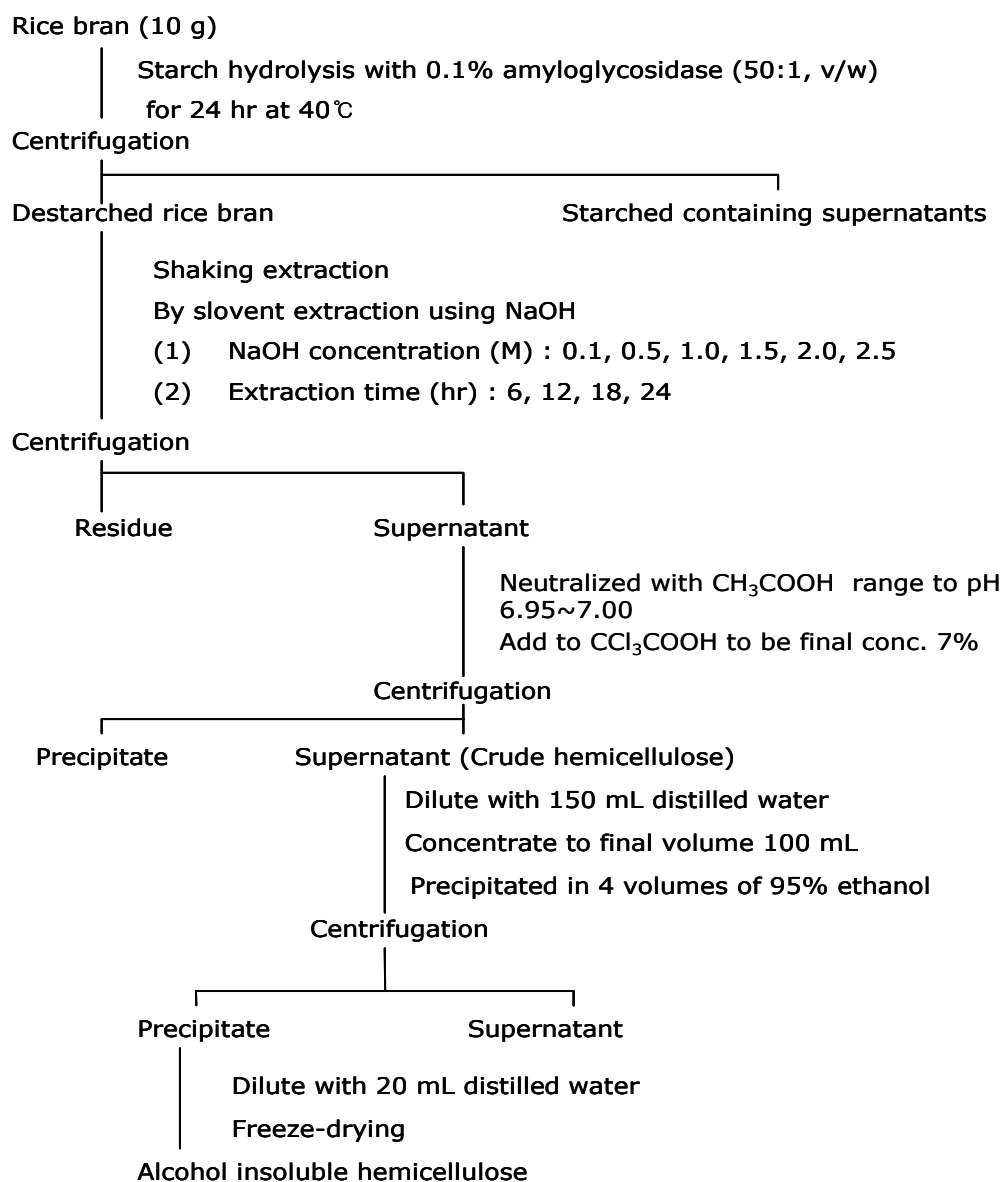 Rice bran (10 g)
Starch hydrolysis with 0.1% amyloglycosidase (50:1, v/w)
for 24 hr at 40℃
Centrifugation
Destarched rice bran
Starched containing supernatants
Shaking extraction
By slovent extraction using NaOH
(1) NaOH concentration (M) : 0.1, 0.5, 1.0, 1.5, 2.0, 2.5
(2) Extraction time (hr) : 6, 12, 18, 24
Centrifugation
Residue
Supernatant
Neutralized with CH₃COOH range to pH
6.95~7.00
Add to CCl₃COOH to be final conc. 7%
Centrifugation
Precipitate
Supernatant (Crude hemicellulose)
Dilute with 150 mL distilled water
Concentrate to final volume 100 mL
Precipitated in 4 volumes of 95% ethanol
Centrifugation
Precipitate
Supernatant
Dilute with 20 mL distilled water
Freeze-drying
Alcohol insoluble hemicellulose